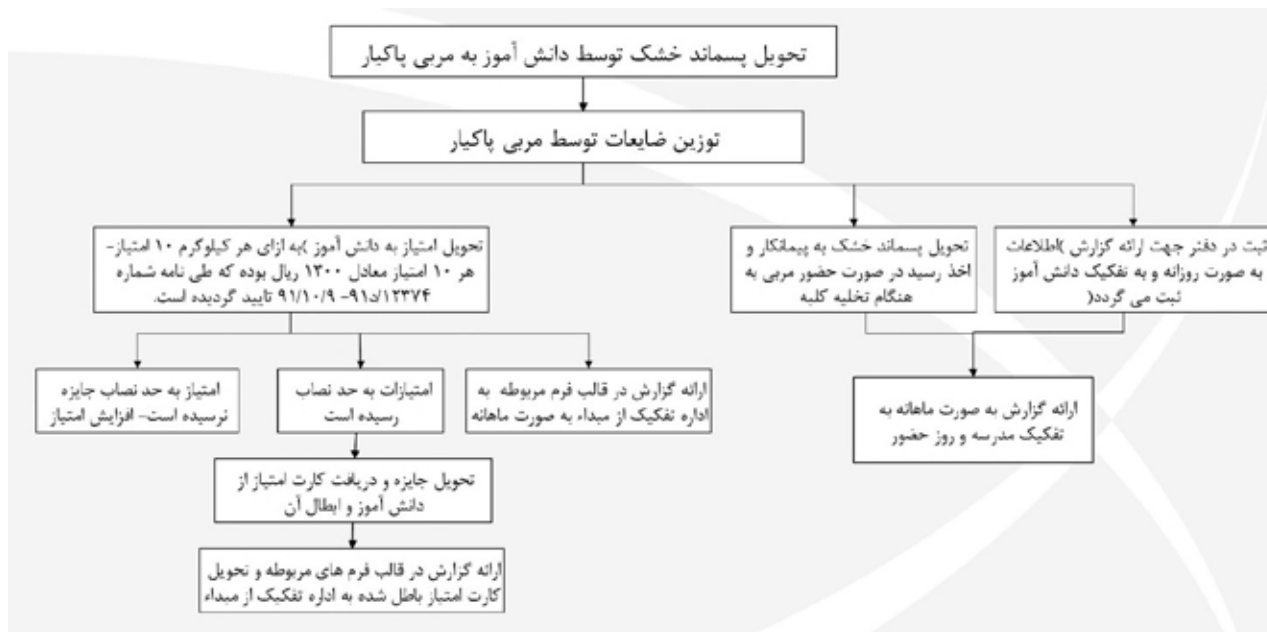 تحویل پسماند خشک توسط دانش آموز به مربی پاکیار
توزین ضایعات توسط مربی پاکیار
ثبت در دفتر جهت ارائه گزارش )اطلاعات
به صورت روزانه و به تفکیک دانش آموز
ثبت می گردد(
تحویل پسماند خشک به پیمانکار و
اخذ رسید در صورت حضور مربی به
هنگام تخلیه کلبه
تحویل امتیاز به دانش آموز )به ازای هر کیلوگرم ۱۰ امتیاز-
هر ۱۰ امتیاز معادل ۱۳۰۰ ریال بوده که طی نامه شماره
۹۱د/۱۲۳۷۴- ۹۱/۱۰/۹ تایید گردیده است.
ارائه گزارش به صورت ماهانه به
تفکیک مدرسه و روز حضور
ارائه گزارش در قالب فرم مربوطه به
اداره تفکیک از مبداء به صورت ماهانه
امتیازات به حد نصاب
رسیده است
امتیاز به حد نصاب جایزه
نرسیده است- افزایش امتیاز
تحویل جایزه و دریافت کارت امتیاز از
دانش آموز و ابطال آن
ارائه گزارش در قالب فرم های مربوطه و تحویل
کارت امتیاز باطل شده به اداره تفکیک از مبداء